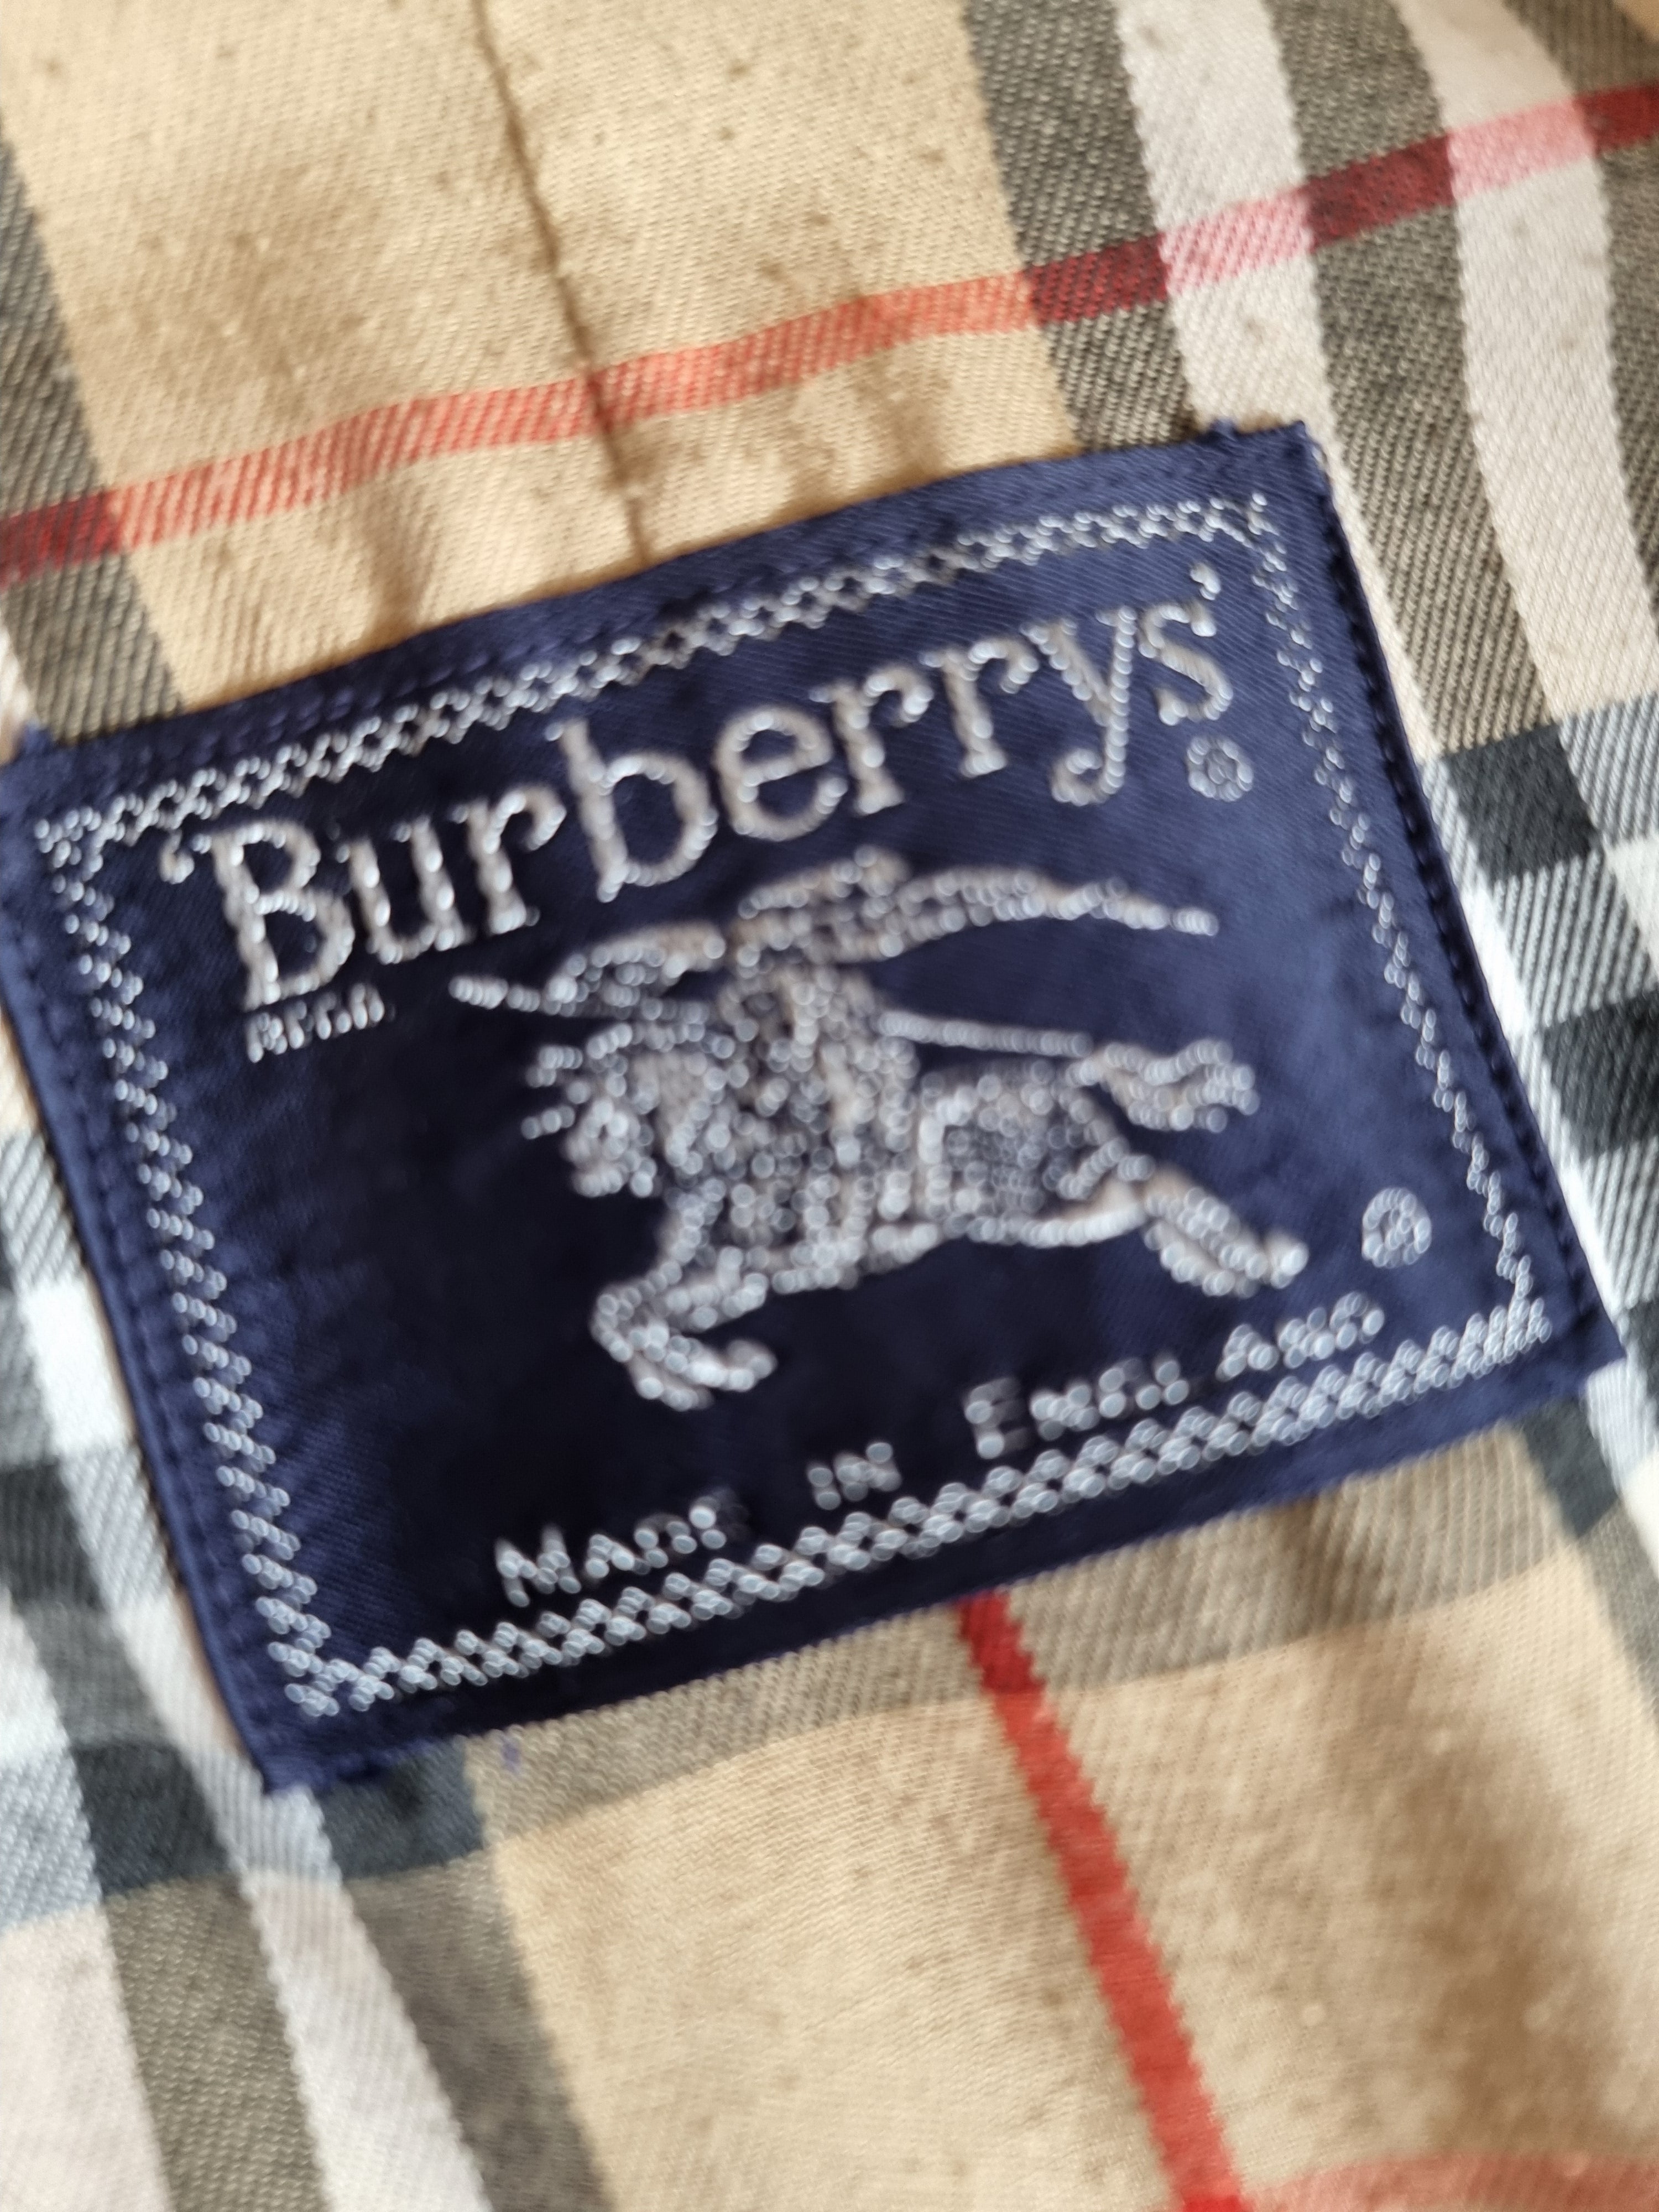 'Burberrys'®
REGD
®
MADE IN ENGLAND